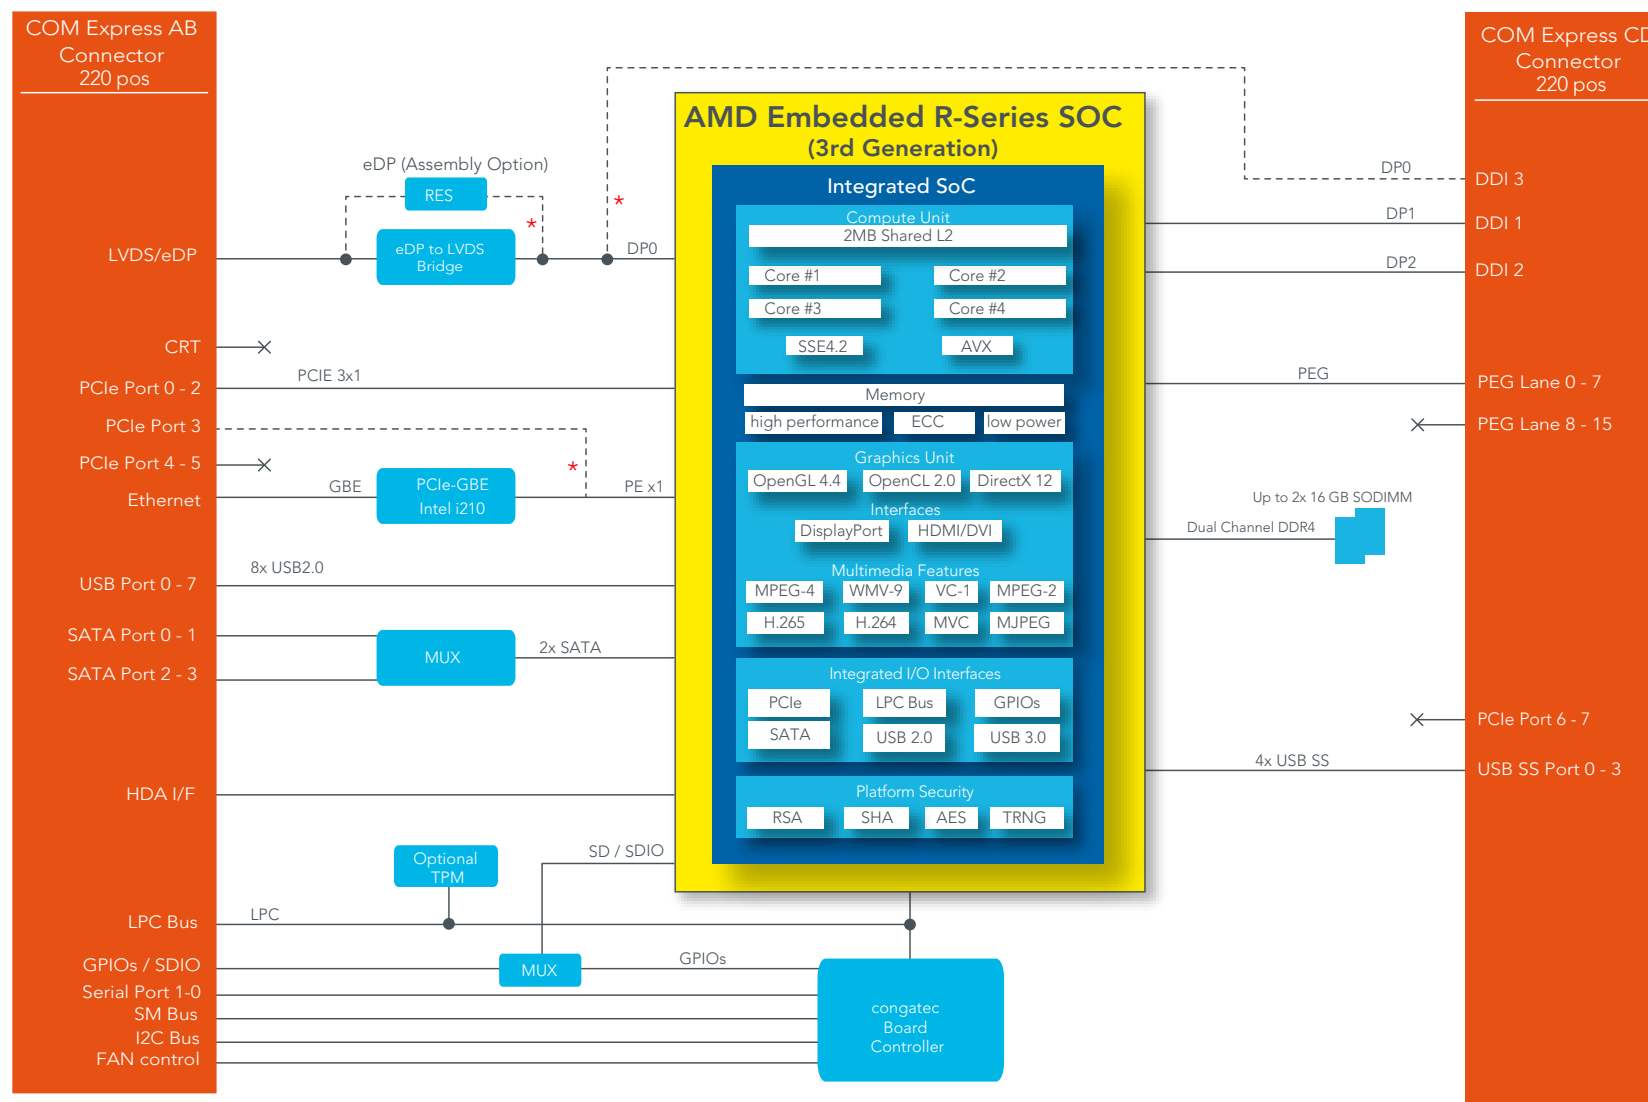 COM Express AB
Connector
220 pos
LVDS/eDP
CRT
PCIe Port 0 - 2
PCIe Port 3
PCIe Port 4 - 5
Ethernet
USB Port 0 - 7
SATA Port 0 - 1
SATA Port 2 - 3
HDA I/F
LPC Bus
GPIOs / SDIO
Serial Port 1-0
SM Bus
I2C Bus
FAN control
eDP (Assembly Option)
RES
*
*
eDP to LVDS
Bridge
DP0
PCIE 3x1
*
GBE
PCIe-GBE
Intel i210
PE x1
8x USB2.0
MUX
2x SATA
SD / SDIO
Optional
TPM
LPC
MUX
GPIOs
congatec
Board
Controller
AMD Embedded R-Series SOC
(3rd Generation)
Integrated SoC
Compute Unit
2MB Shared L2
Core #1
Core #2
Core #3
Core #4
SSE4.2
AVX
Memory
high performance
ECC
low power
Graphics Unit
OpenGL 4.4
OpenCL 2.0
DirectX 12
Interfaces
DisplayPort
HDMI/DVI
Multimedia Features
MPEG-4
WMV-9
VC-1
MPEG-2
H.265
H.264
MVC
MJPEG
Integrated I/O Interfaces
PCIe
LPC Bus
GPIOs
SATA
USB 2.0
USB 3.0
Platform Security
RSA
SHA
AES
TRNG
DP0
DP1
DP2
PEG
Up to 2x 16 GB SODIMM
Dual Channel DDR4
4x USB SS
COM Express CD
Connector
220 pos
DDI 3
DDI 1
DDI 2
PEG Lane 0 - 7
PEG Lane 8 - 15
PCIe Port 6 - 7
USB SS Port 0 - 3